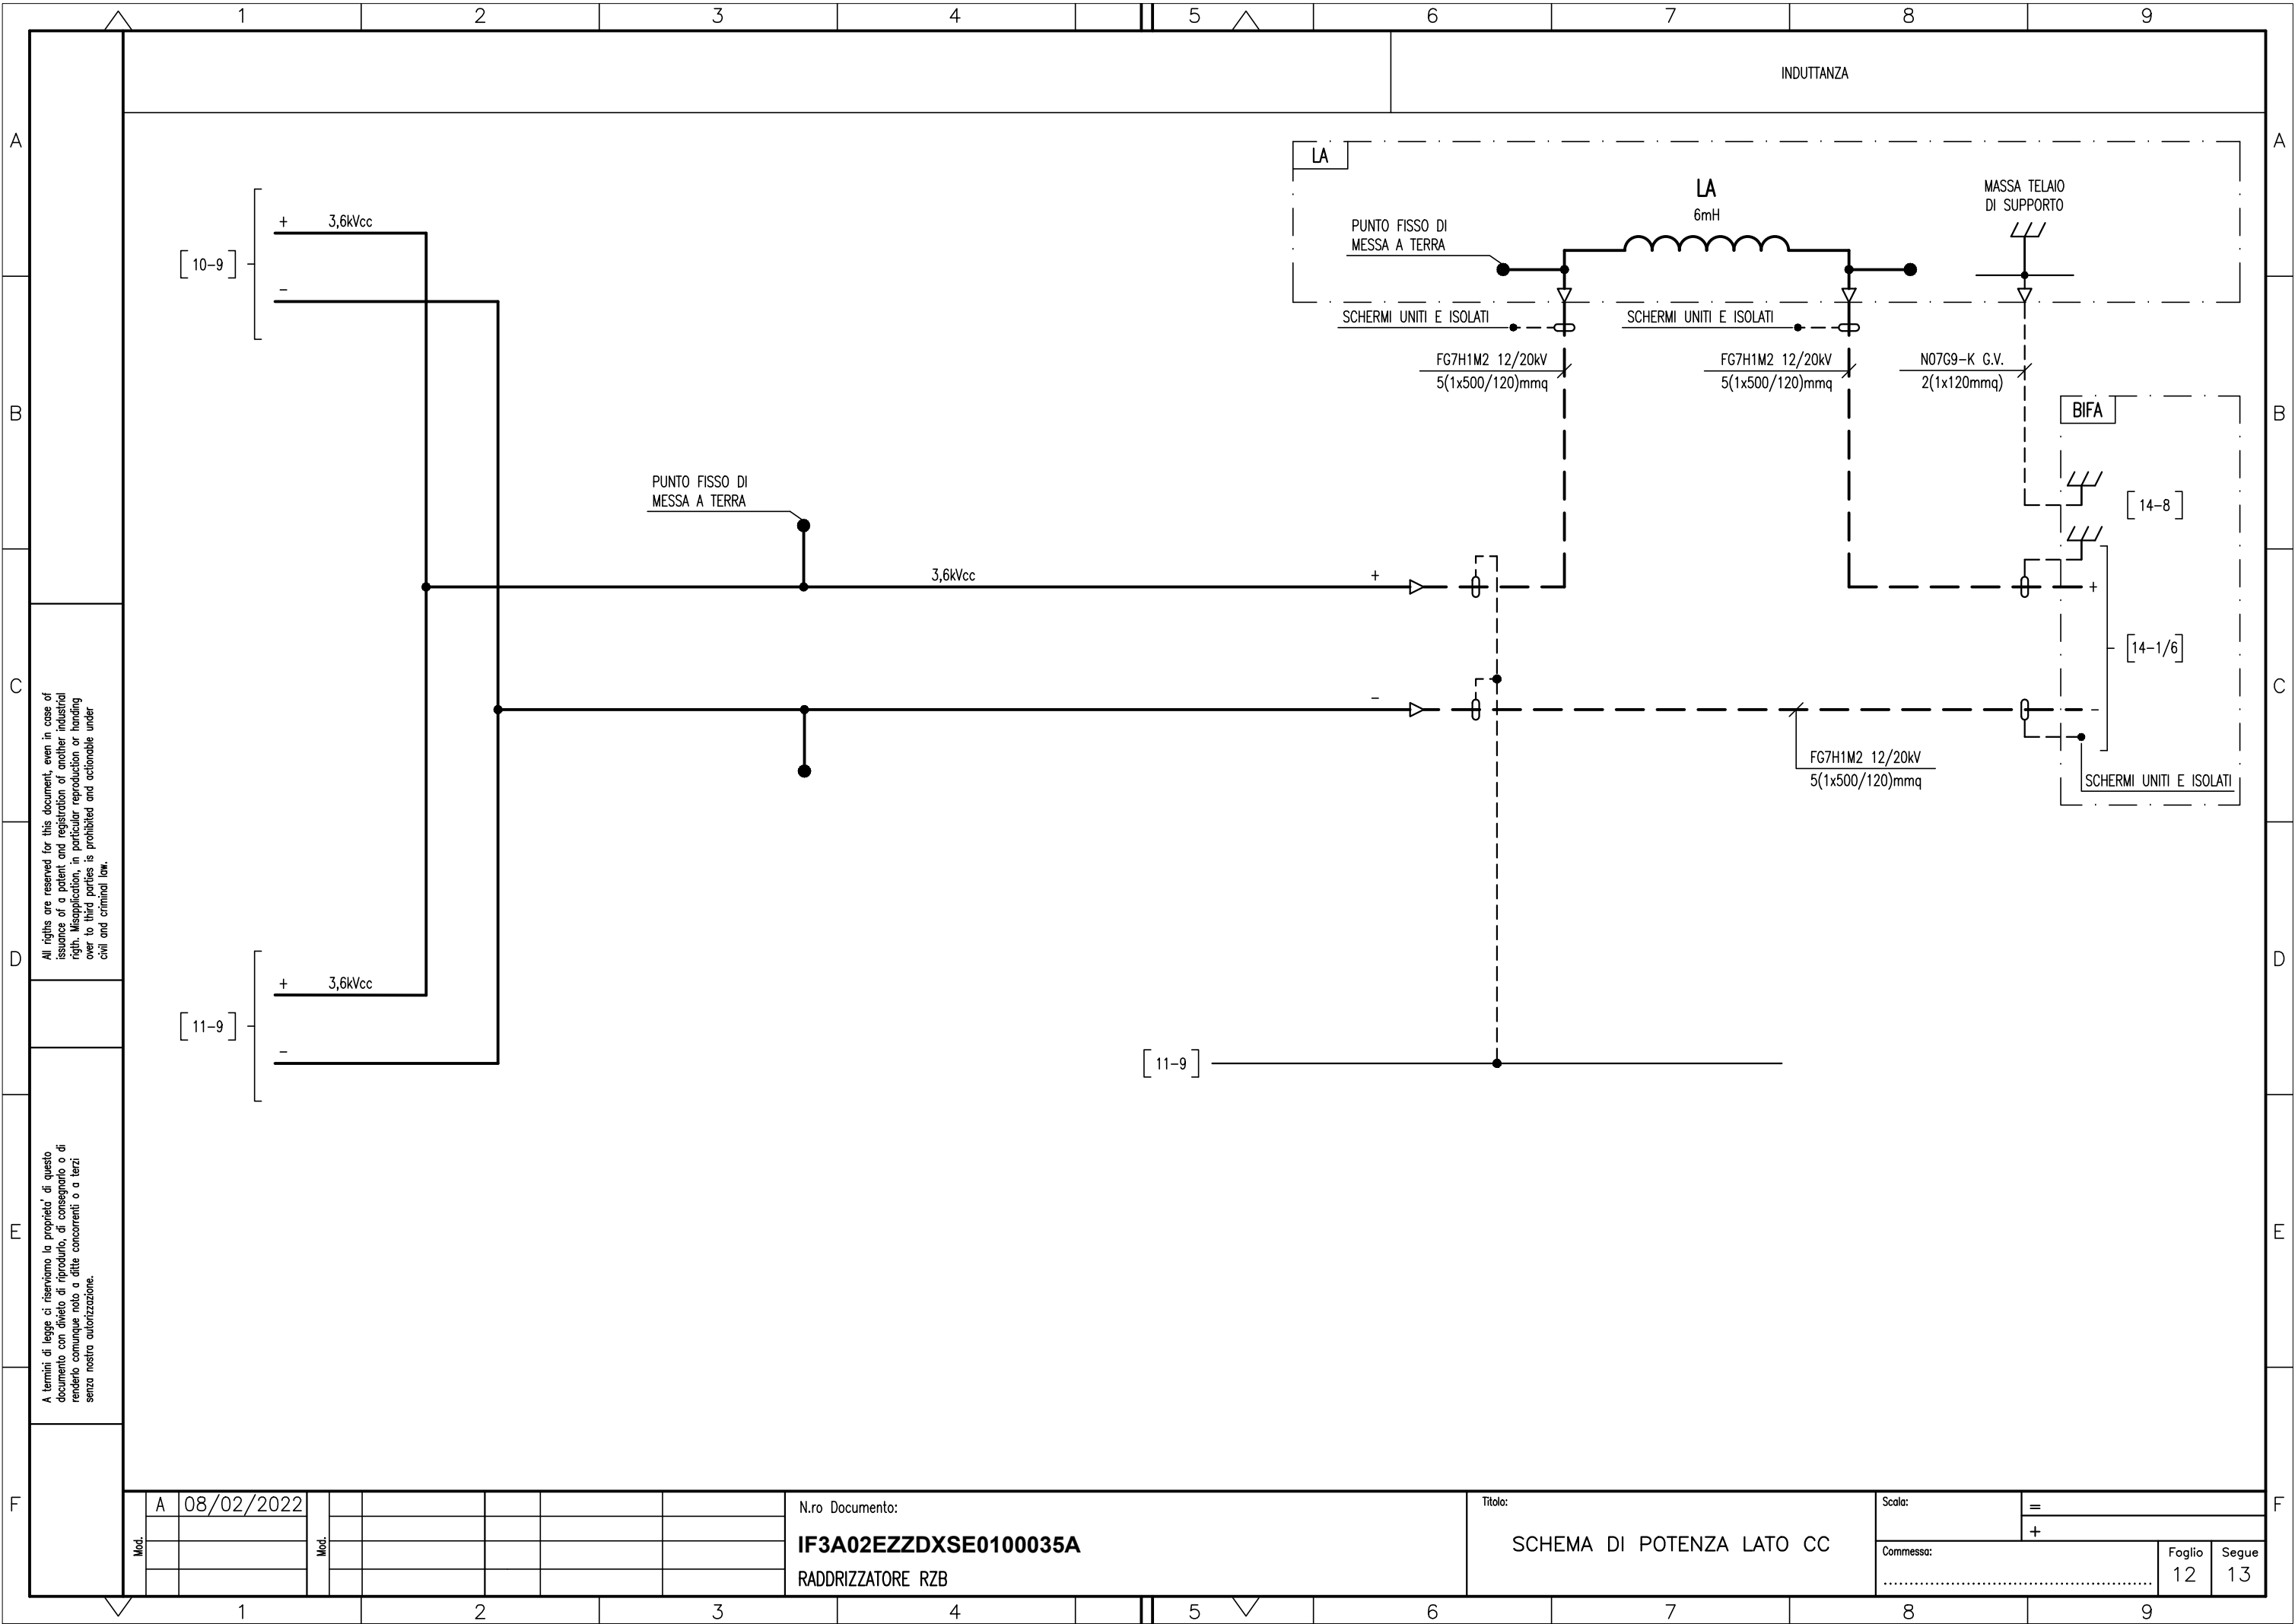 1 2 3 4 5 6 7 8 9
INDUTTANZA
A
A
LA
LA
6mH
MASSA TELAIO
DI SUPPORTO
PUNTO FISSO DI
MESSA A TERRA
+ 3,6kVcc
[10-9]
-
SCHERMI UNITI E ISOLATI
SCHERMI UNITI E ISOLATI
FG7H1M2 12/20kV
5(1x500/120)mmq
FG7H1M2 12/20kV
5(1x500/120)mmq
N07G9-K G.V.
2(1x120mmq)
B
B
BIFA
PUNTO FISSO DI
MESSA A TERRA
[14-8]
3,6kVcc
+
+
[14-1/6]
C
C
-
-
FG7H1M2 12/20kV
5(1x500/120)mmq
SCHERMI UNITI E ISOLATI
All rigths are reserved for this document, even in case of
issuance of a patent and registration of another industrial
rigth. Misapplication, in particular reproduction or handing
over to third parties is prohibited and actionable under
civil and criminal law.
D
D
+ 3,6kVcc
[11-9]
-
[11-9]
A termini di legge ci riserviamo la proprieta' di questo
documento con divieto di riprodurlo, di consegnarlo o di
renderlo comunque noto a ditte concorrenti o a terzi
senza nostra autorizzazione.
E
E
F
F
A 08/02/2022
Mod.
Mod.
N.ro Documento:
IF3A02EZZDXSE0100035A
RADDRIZZATORE RZB
Titolo:
SCHEMA DI POTENZA LATO CC
Scala:
=
+
Commessa:
Foglio
12
Segue
13
1 2 3 4 5 6 7 8 9